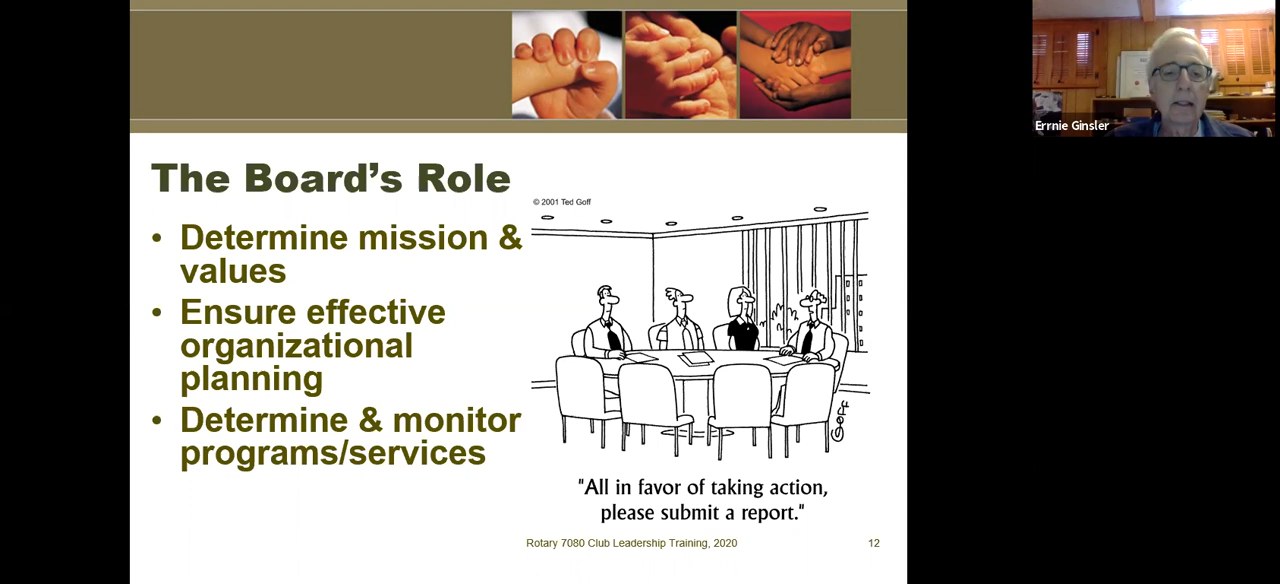 Errnie Ginsler
The Board's Role
• Determine mission &
values
• Ensure effective
organizational
planning
• Determine & monitor
programs/services
© 2001 Ted Goff
GOFF
"All in favor of taking action,
please submit a report."
Rotary 7080 Club Leadership Training, 2020
12